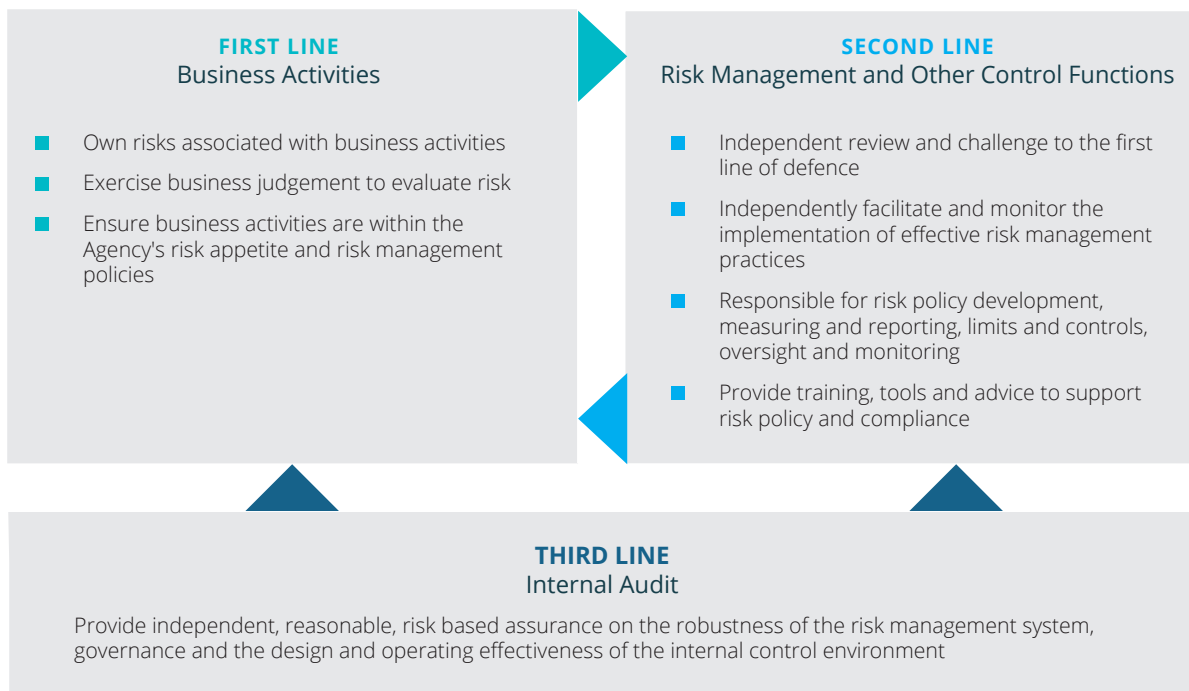 FIRST LINE
Business Activities
Own risks associated with business activities
Exercise business judgement to evaluate risk
Ensure business activities are within the
Agency's risk appetite and risk management
policies
SECOND LINE
Risk Management and Other Control Functions
Independent review and challenge to the first
line of defence
Independently facilitate and monitor the
implementation of effective risk management
practices
Responsible for risk policy development,
measuring and reporting, limits and controls,
oversight and monitoring
Provide training, tools and advice to support
risk policy and compliance
THIRD LINE
Internal Audit
Provide independent, reasonable, risk based assurance on the robustness of the risk management system,
governance and the design and operating effectiveness of the internal control environment